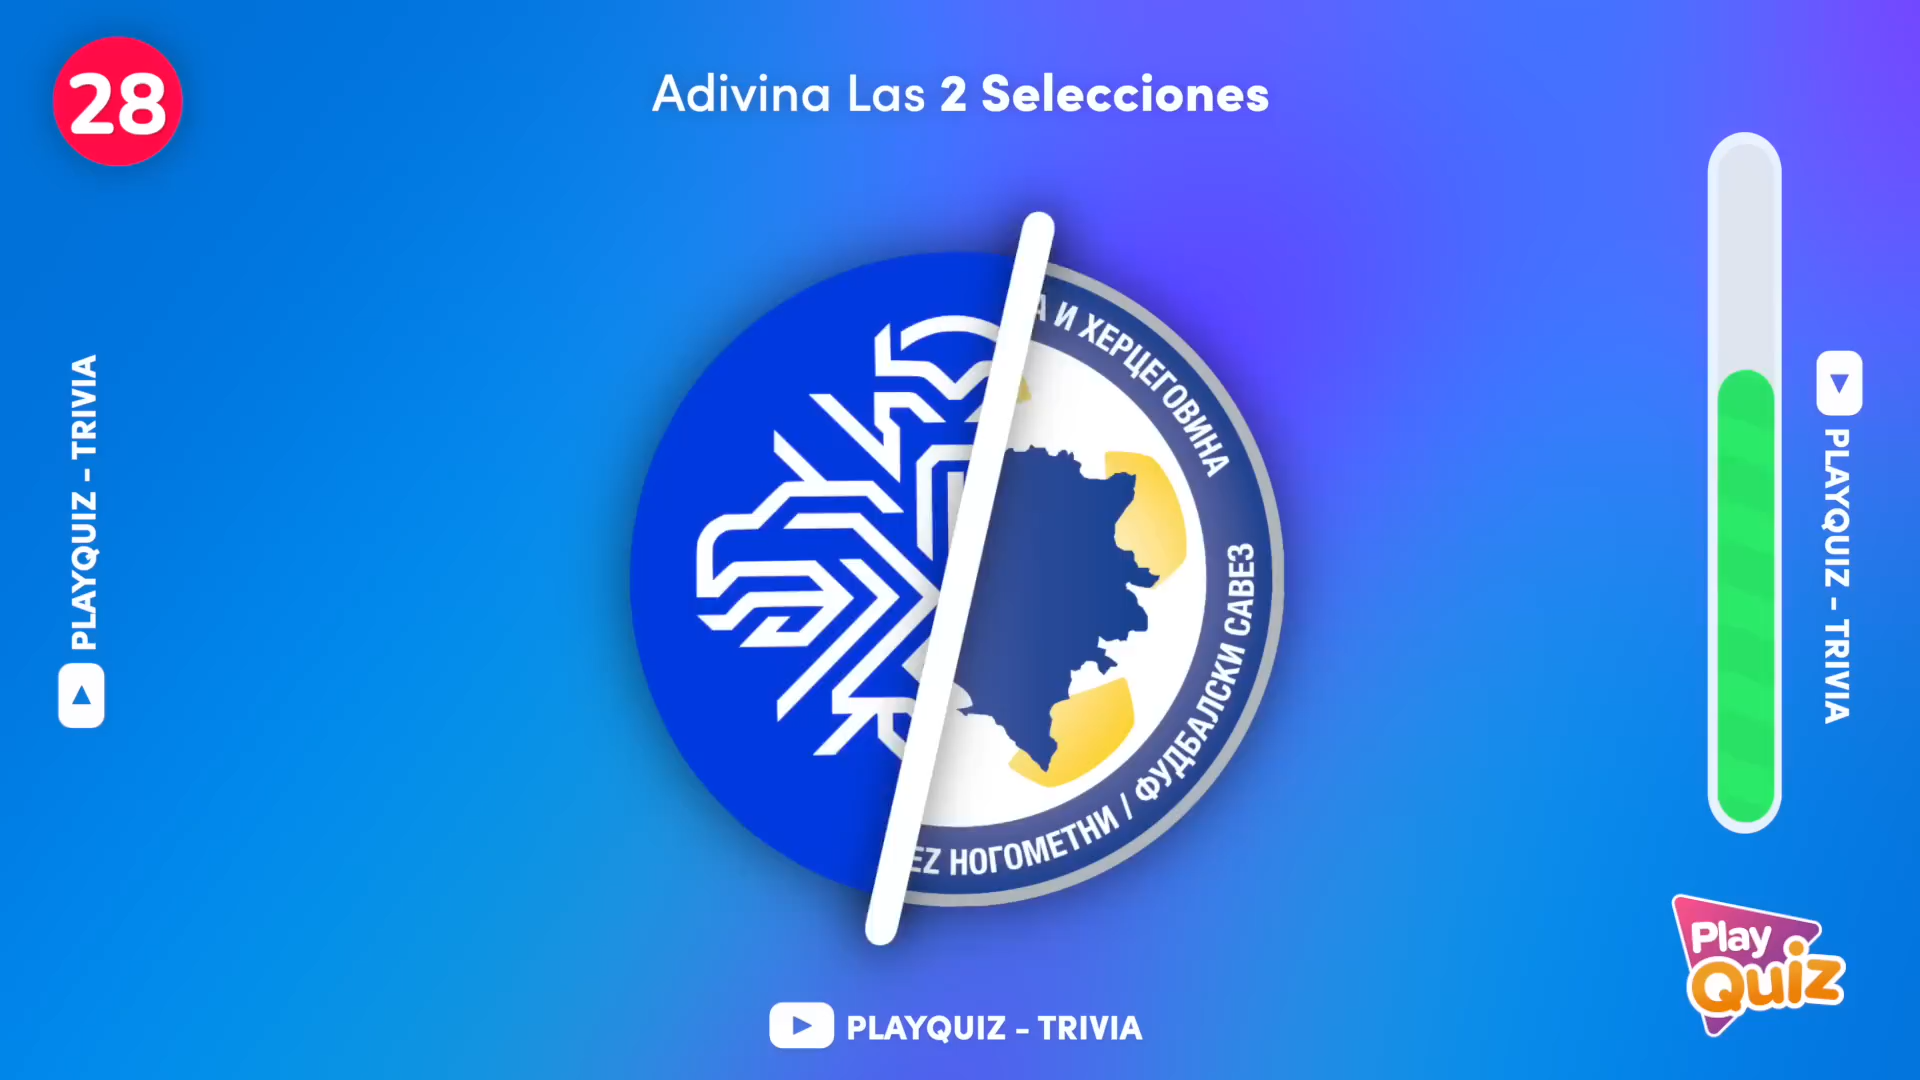 28
Adivina Las 2 Selecciones
А И ХЕРЦЕГОВИНА
EZ НОГОМЕТНИ / ФУДБАЛСКИ САВЕЗ
PLAYQUIZ - TRIVIA
PLAYQUIZ - TRIVIA
PLAYQUIZ - TRIVIA
Play
Quiz